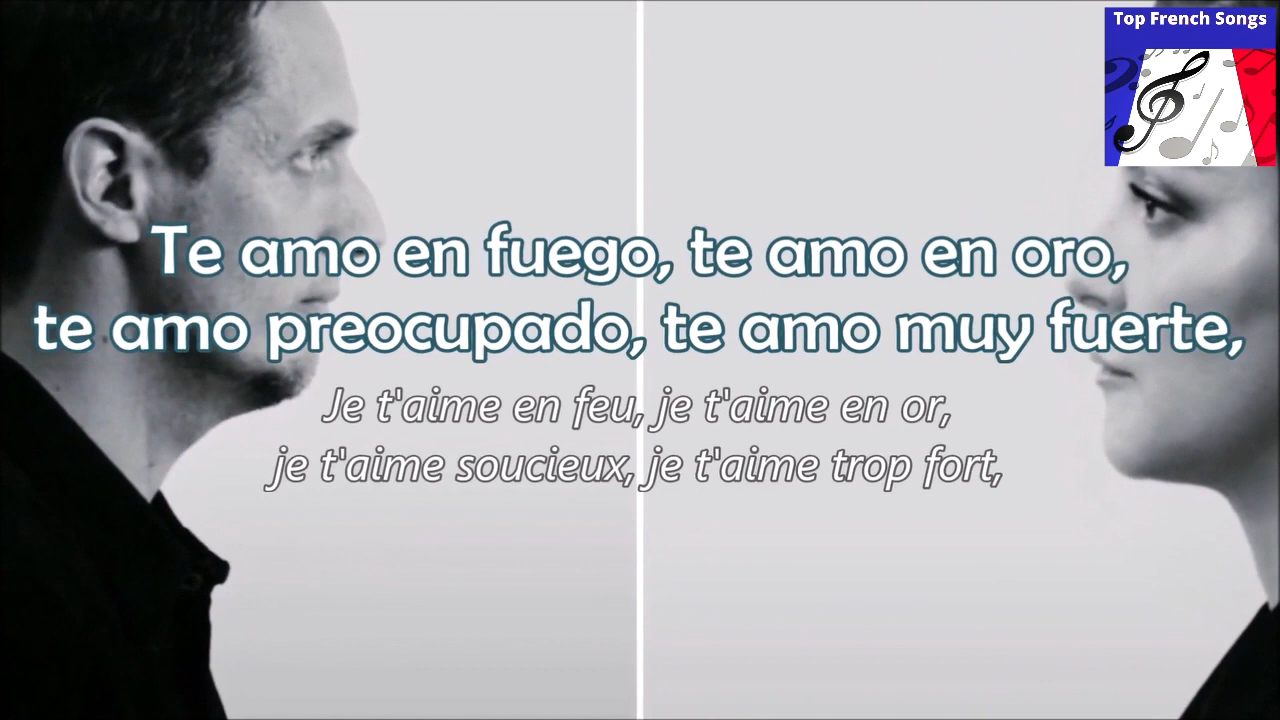 Top French Songs
Te amo en fuego, te amo en oro,
te amo preocupado, te amo muy fuerte,
Je t'aime en feu, je t'aime en or,
je t'aime soucieux, je t'aime trop fort,